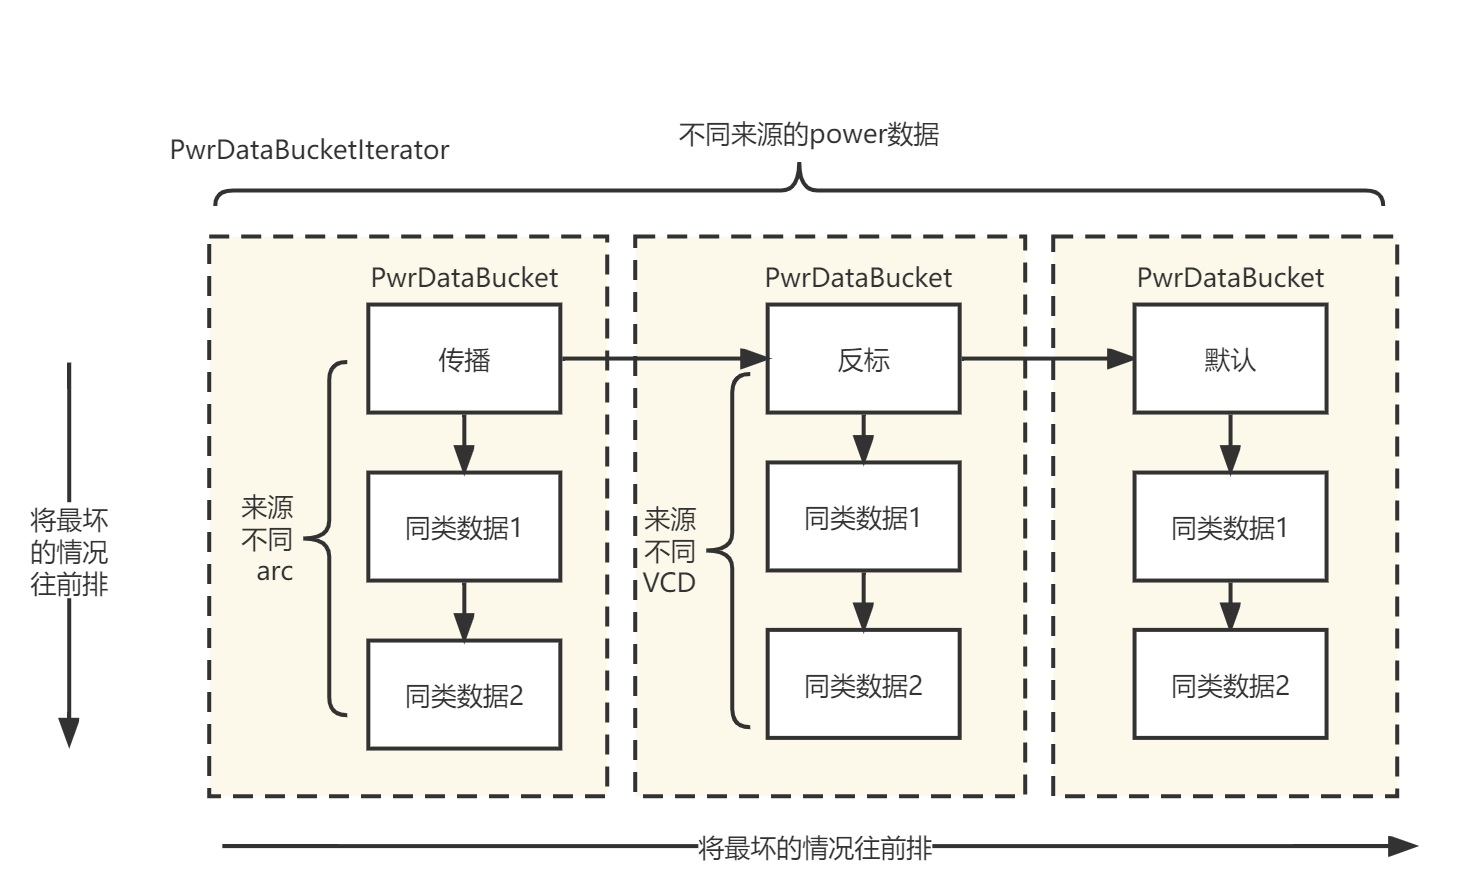 不同来源的power数据
PwrDataBucketIterator
PwrDataBucket
PwrDataBucket
PwrDataBucket
传播
反标
默认
将最坏
的情况
往前排
来源
不同
arc
同类数据1
来源
不同
VCD
同类数据1
同类数据1
同类数据2
同类数据2
同类数据2
将最坏的情况往前排